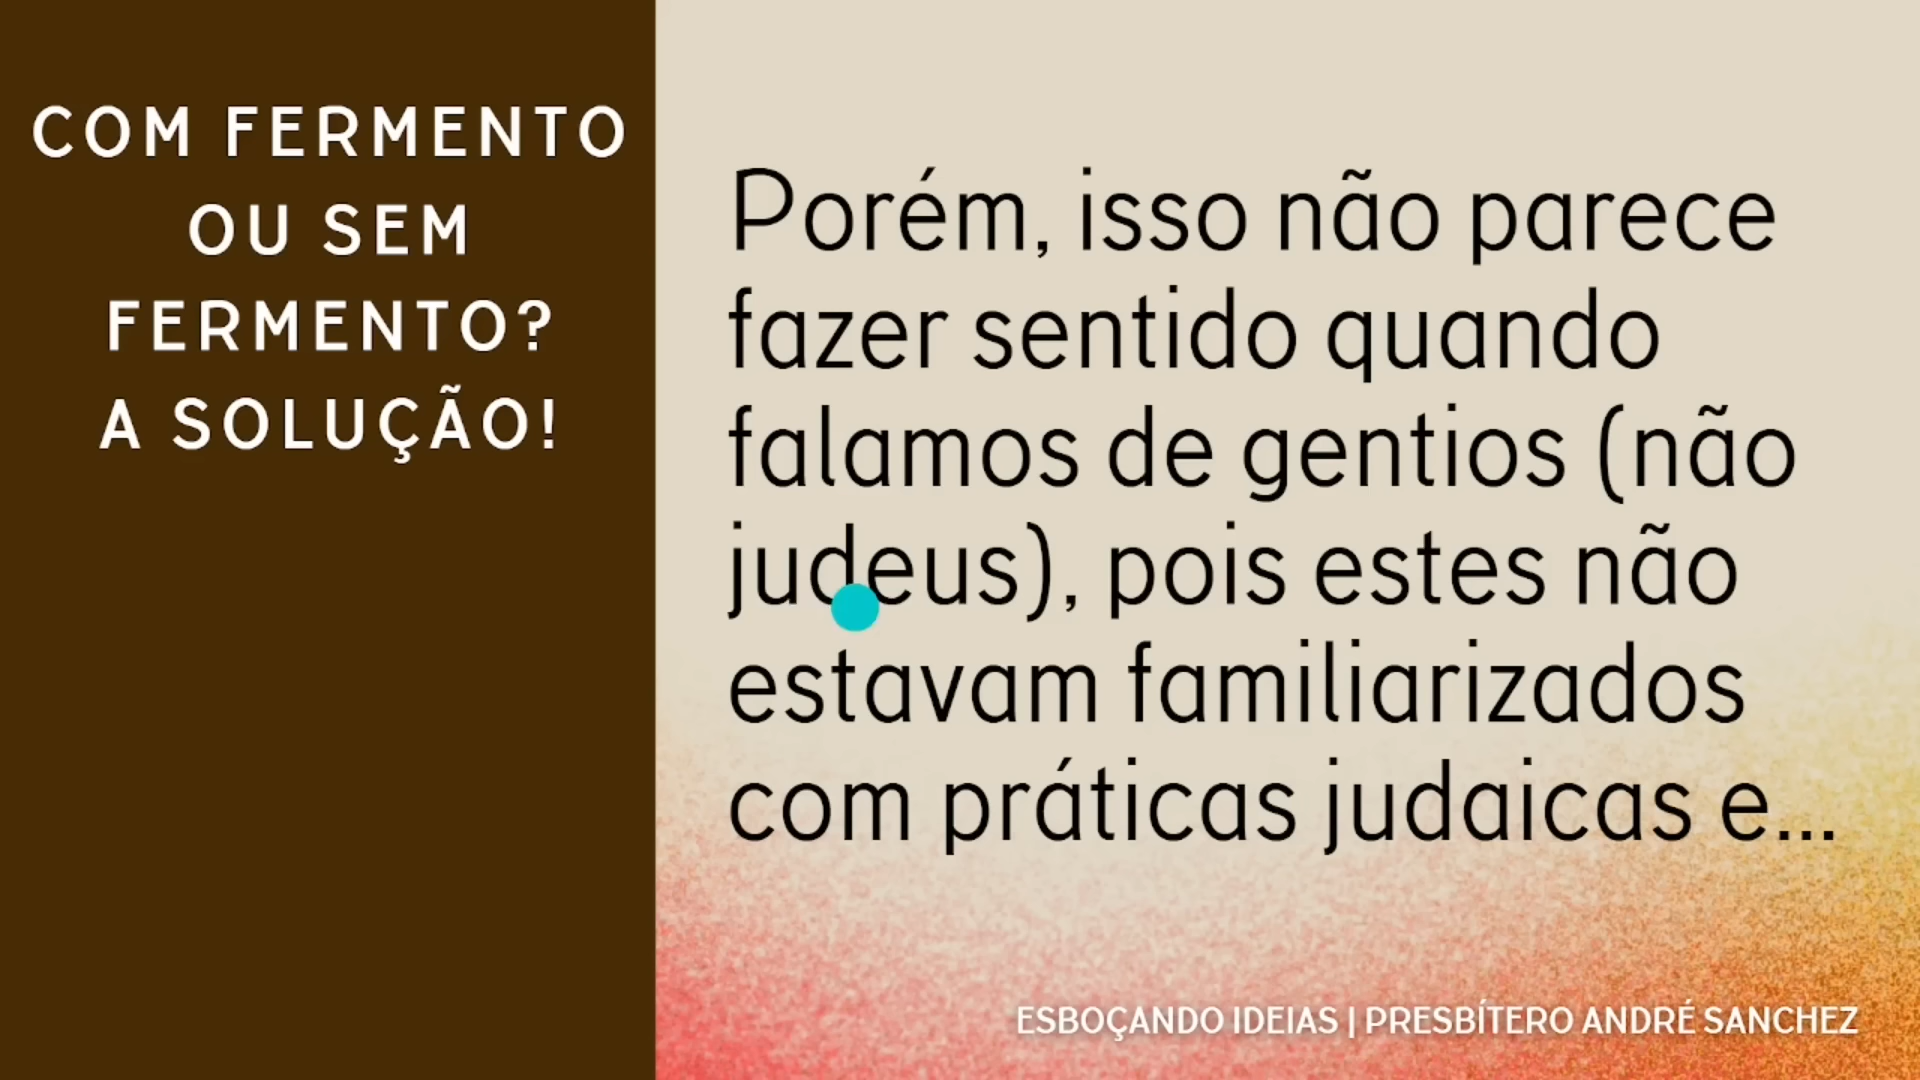 COM FERMENTO
OU SEM
FERMENTO?
A SOLUÇÃO!
Porém, isso não parece
fazer sentido quando
falamos de gentios (não
judeus), pois estes não
estavam familiarizados
com práticas judaicas e...
ESBOÇANDO IDEIAS | PRESBÍTERO ANDRÉ SANCHEZ